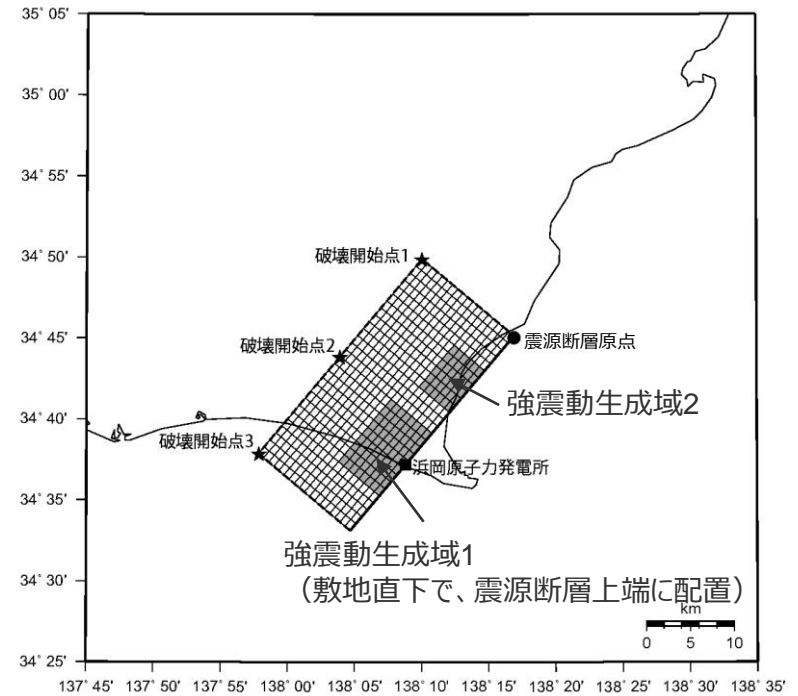 35° 05'
35° 00'
34° 55'
34° 50'
34° 45'
34° 40'
34° 35'
34° 30'
34° 25'
破壊開始点1
破壊開始点2
震源断層原点
強震動生成域2
破壊開始点3
浜岡原子力発電所
強震動生成域1
（敷地直下で、震源断層上端に配置）
km
0 5 10
137° 45' 137° 50' 137° 55' 138° 00' 138° 05' 138° 10' 138° 15' 138° 20' 138° 25' 138° 30' 138° 35'